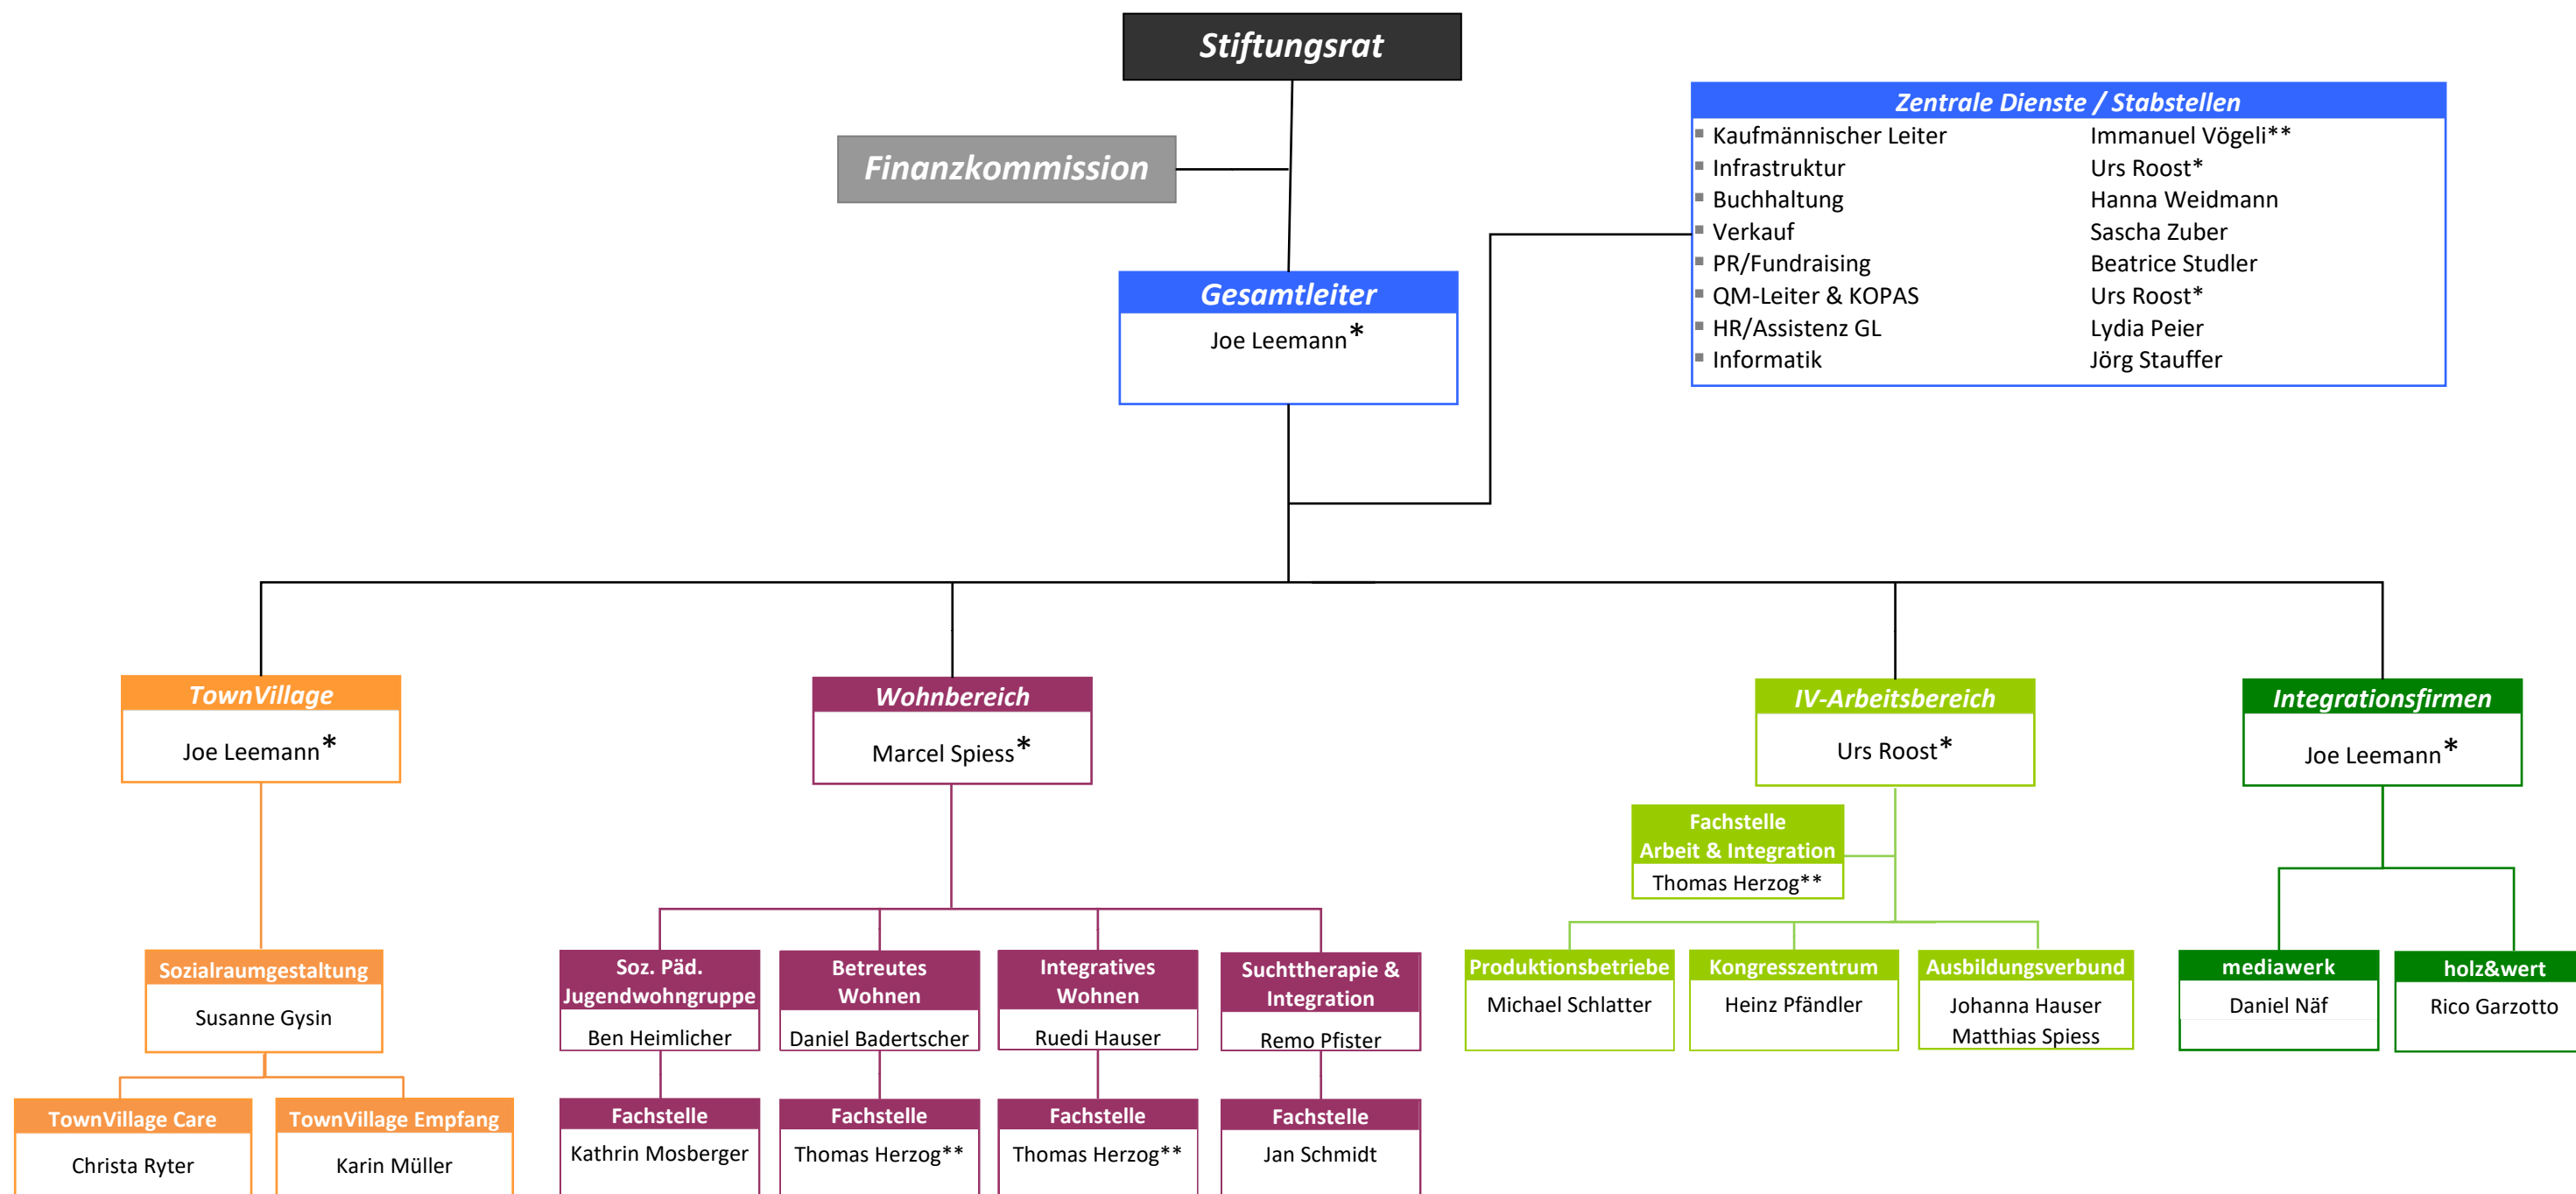 Stiftungsrat
Finanzkommission
Zentrale Dienste / Stabstellen
Kaufmännischer Leiter Immanuel Vögeli**
Infrastruktur Urs Roost*
Buchhaltung Hanna Weidmann
Verkauf Sascha Zuber
PR/Fundraising Beatrice Studler
QM-Leiter & KOPAS Urs Roost*
HR/Assistenz GL Lydia Peier
Informatik Jörg Stauffer
Gesamtleiter
Joe Leemann*
TownVillage
Joe Leemann*
Wohnbereich
Marcel Spiess*
IV-Arbeitsbereich
Urs Roost*
Integrationsfirmen
Joe Leemann*
Fachstelle
Arbeit & Integration
Thomas Herzog**
Sozialraumgestaltung
Susanne Gysin
Soz. Päd.
Jugendwohngruppe
Ben Heimlicher
Betreutes
Wohnen
Daniel Badertscher
Integratives
Wohnen
Ruedi Hauser
Suchttherapie &
Integration
Remo Pfister
Produktionsbetriebe
Michael Schlatter
Kongresszentrum
Heinz Pfändler
Ausbildungsverbund
Johanna Hauser
Matthias Spiess
mediawerk
Daniel Näf
holz&wert
Rico Garzotto
TownVillage Care
Christa Ryter
TownVillage Empfang
Karin Müller
Fachstelle
Kathrin Mosberger
Fachstelle
Thomas Herzog**
Fachstelle
Thomas Herzog**
Fachstelle
Jan Schmidt